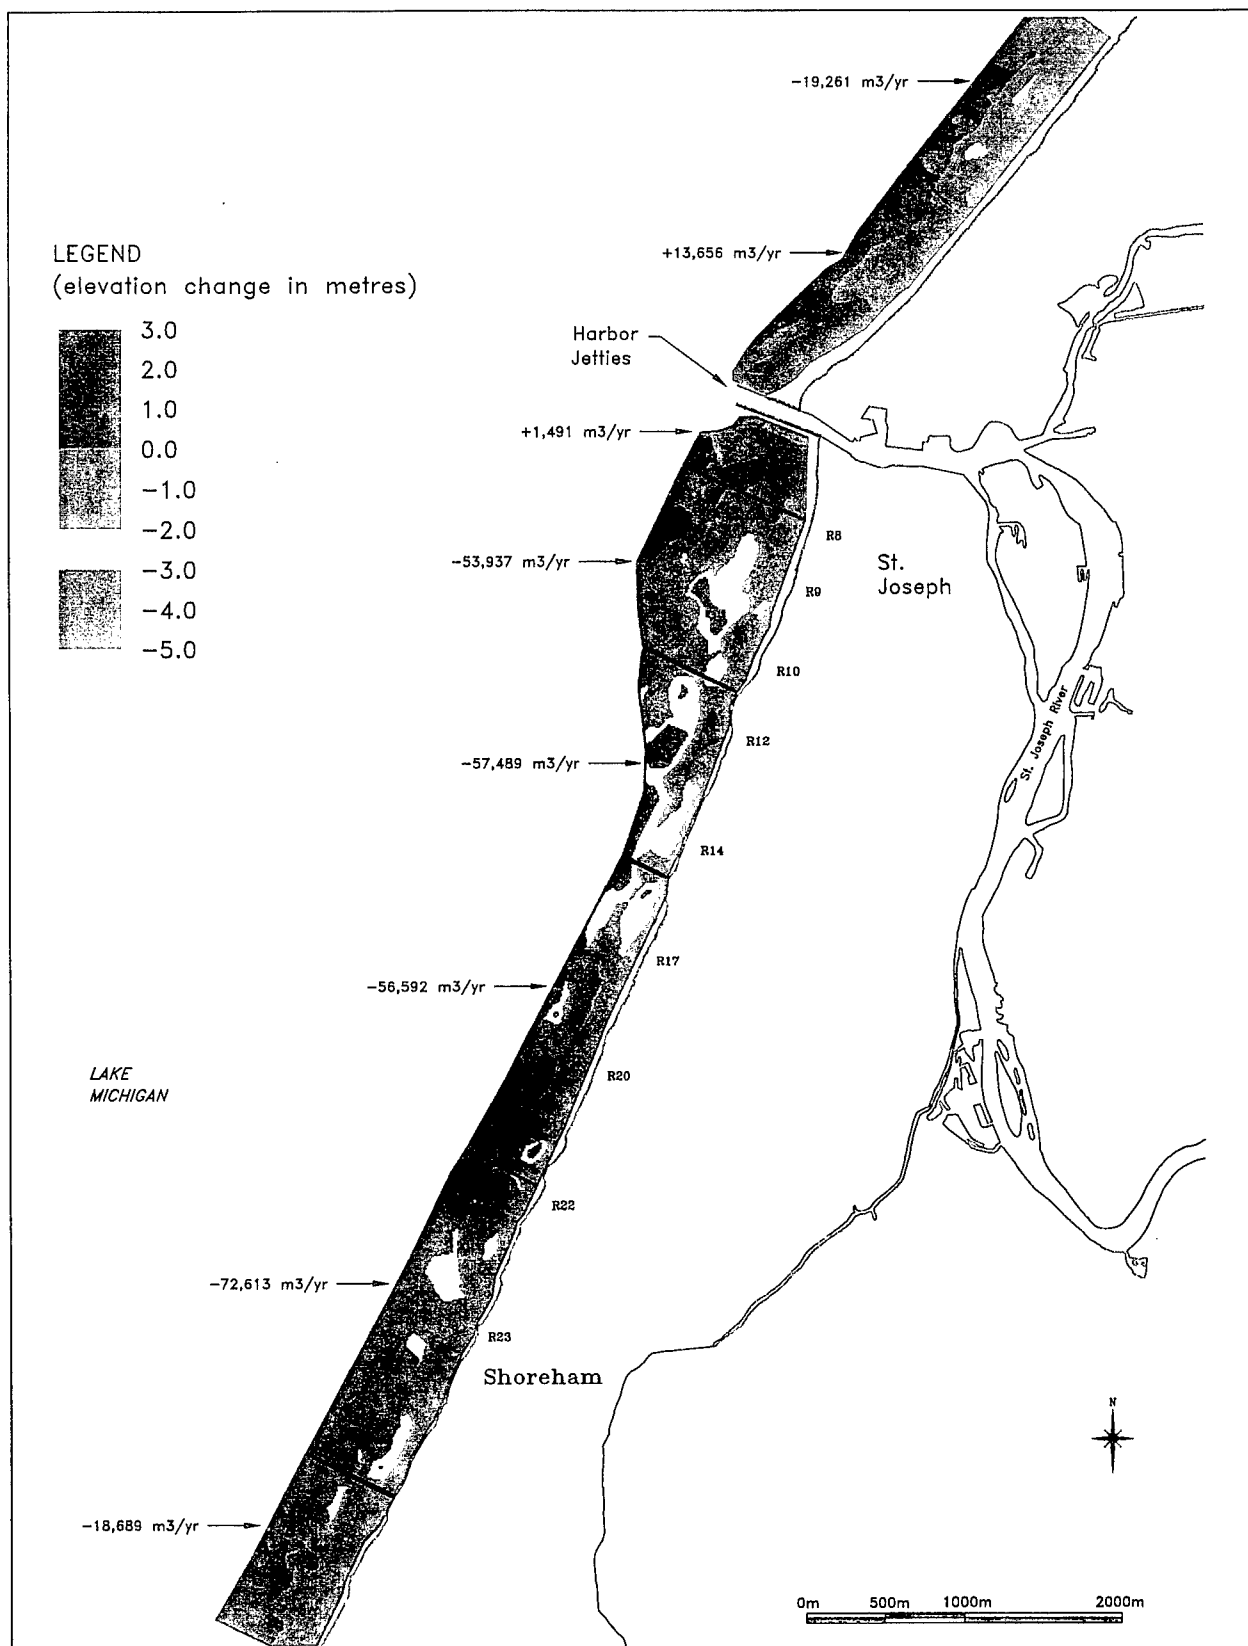 -19,261 m3/yr
+13,656 m3/yr
LEGEND
(elevation change in metres)
3.0
2.0
1.0
0.0
-1.0
-2.0
-3.0
-4.0
-5.0
Harbor
Jetties
+1,491 m3/yr
R8
-53,937 m3/yr
St.
Joseph
R9
R10
St. Joseph River
R12
-57,489 m3/yr
R14
R17
-56,592 m3/yr
LAKE
MICHIGAN
R20
R22
-72,613 m3/yr
R23
Shoreham
N
-18,689 m3/yr
0m 500m 1000m 2000m